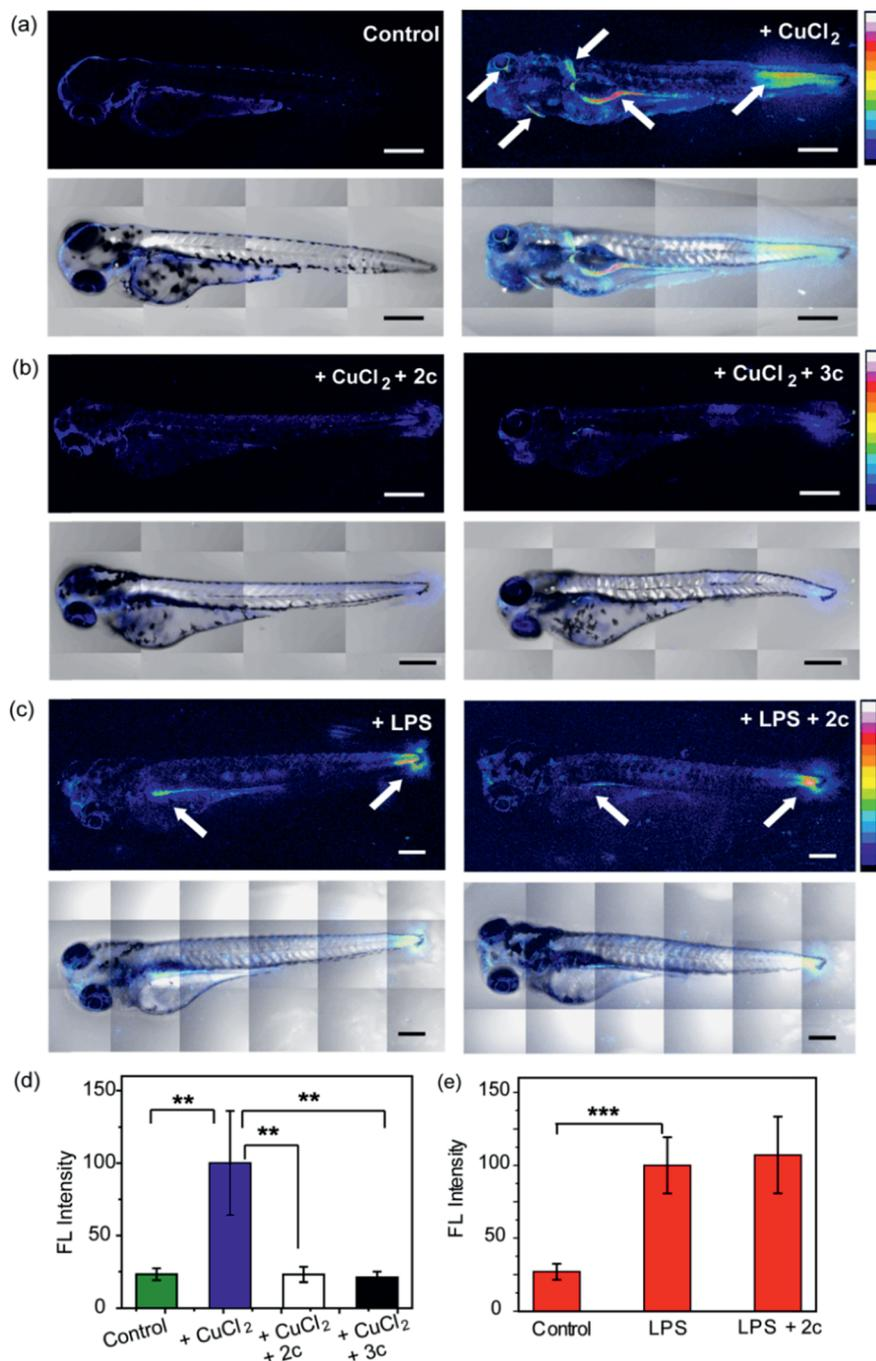 (a)
Control
+ CuCl2
(b)
+ CuCl2 + 2c
+ CuCl2 + 3c
(c)
+ LPS
+ LPS + 2c
(d)
FL Intensity
150
100
50
0
**
**
**
Control
+ CuCl2
+ CuCl2
+ 2c
+ CuCl2
+ 3c
(e)
FL Intensity
150
100
50
0
***
Control
LPS
LPS + 2c